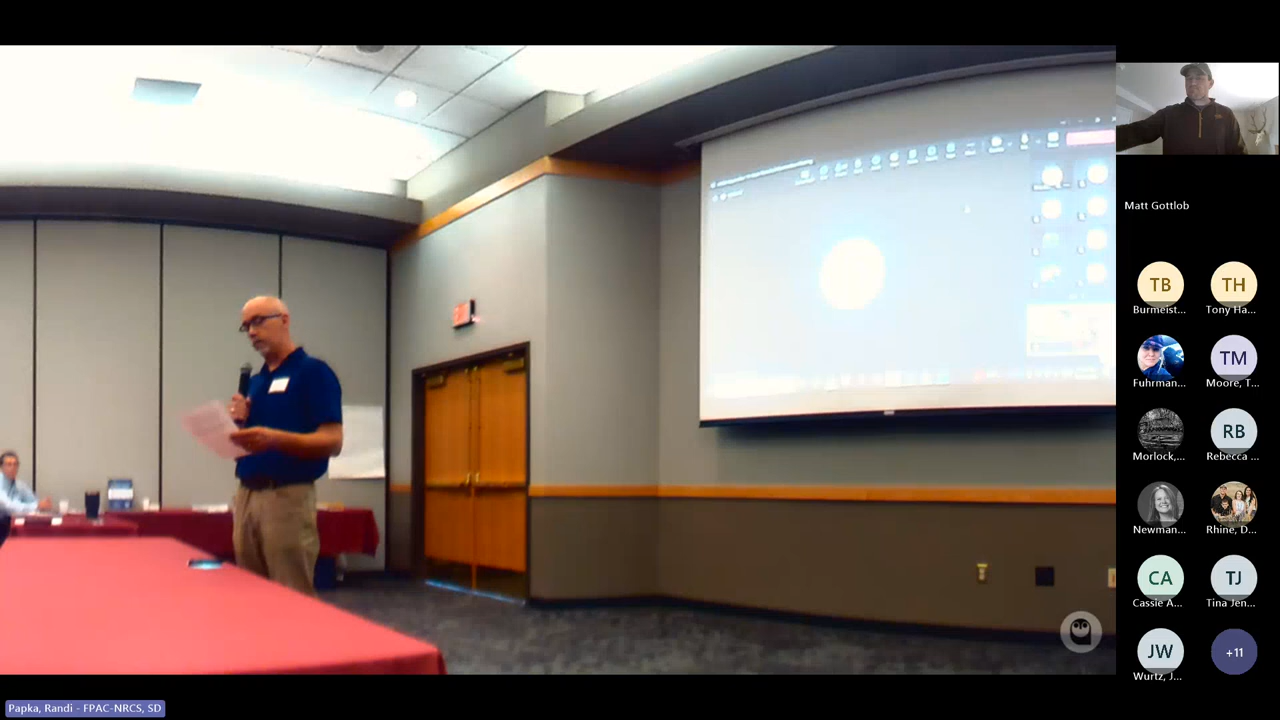 Matt Gottlob
TB
TH
Burmeist...
Tony Ha...
TM
Fuhrman...
Moore, T...
RB
Morlock,...
Rebecca ...
Newman...
Rhine, D...
CA
TJ
Cassie A...
Tina Jen...
JW
+11
Wurtz, J...
Papka, Randi - FPAC-NRCS, SD